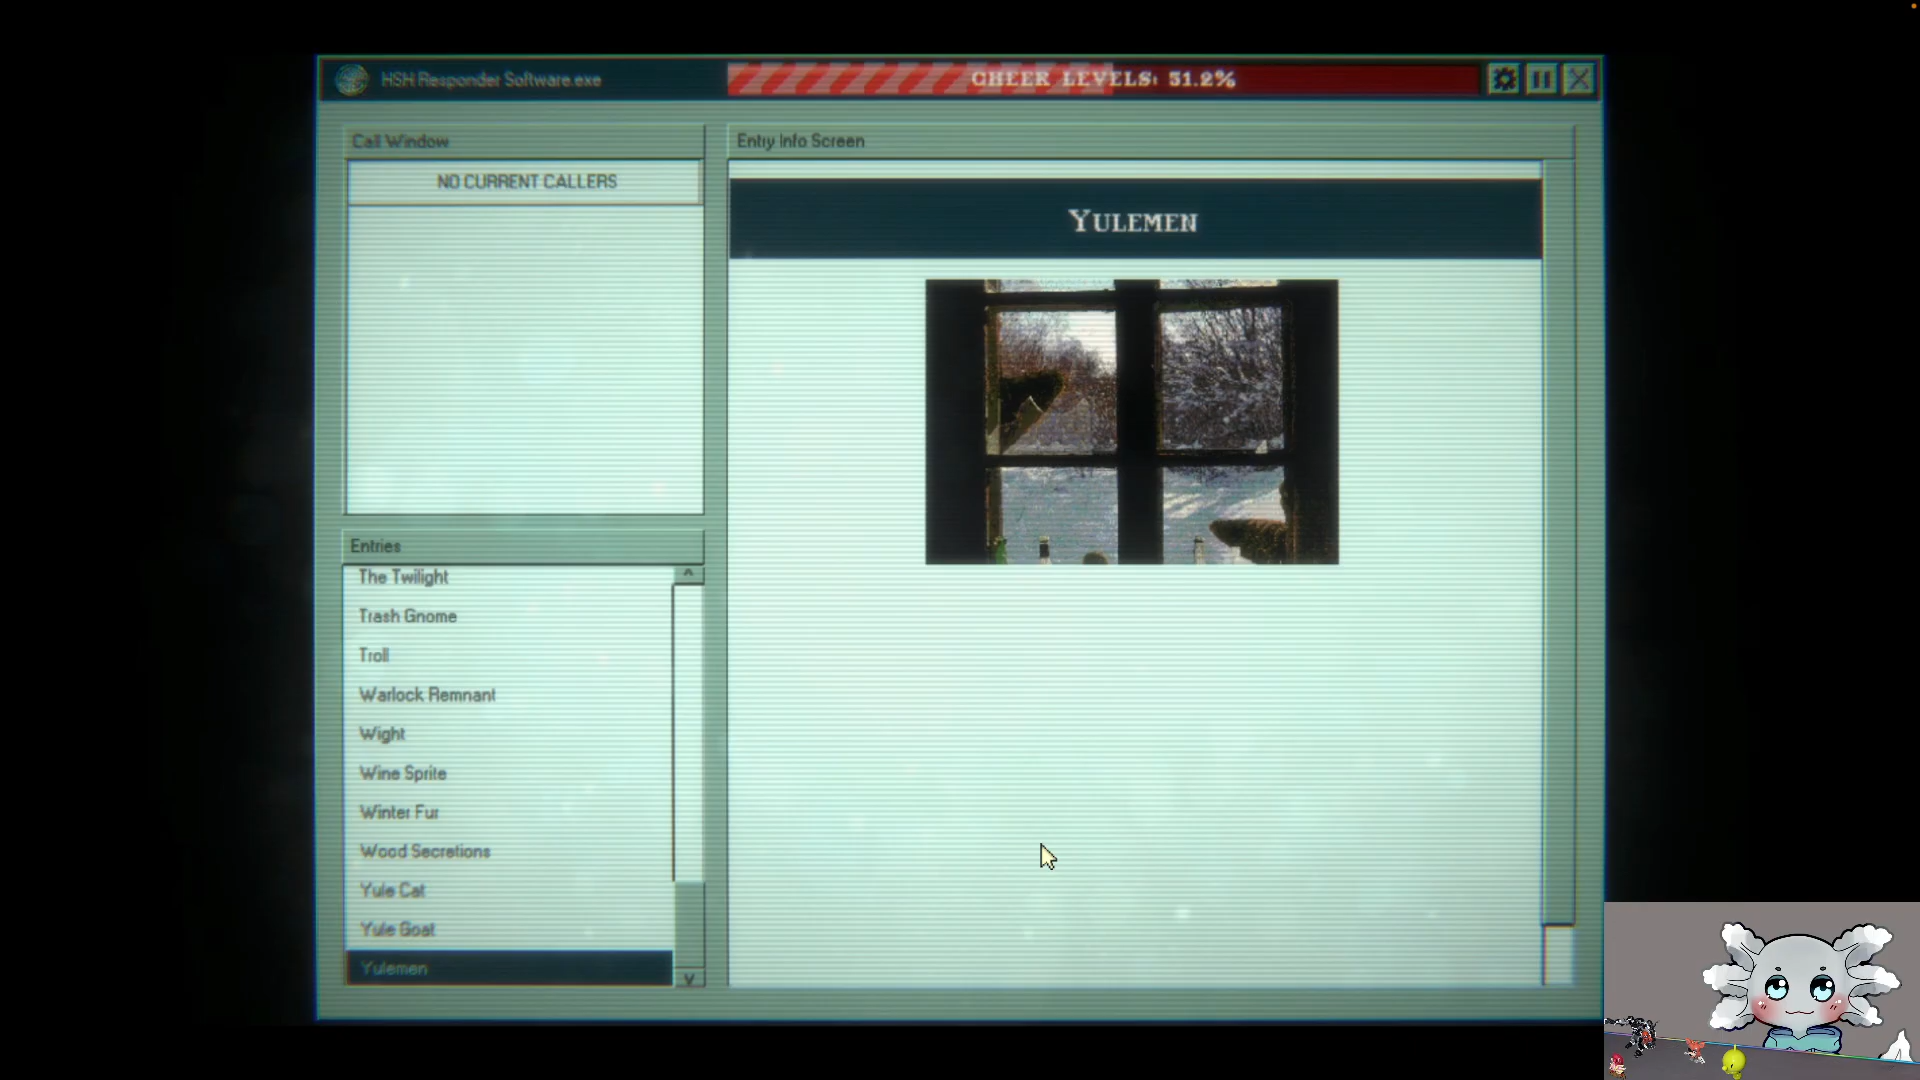 HSH Responder Software.exe
CHEER LEVELS: 51.2%
Call Window
NO CURRENT CALLERS
Entry Info Screen
YULEMEN
Entries
The Twilight
Trash Gnome
Troll
Warlock Remnant
Wight
Wine Sprite
Winter Fur
Wood Secretions
Yule Cat
Yule Goat
Yulemen